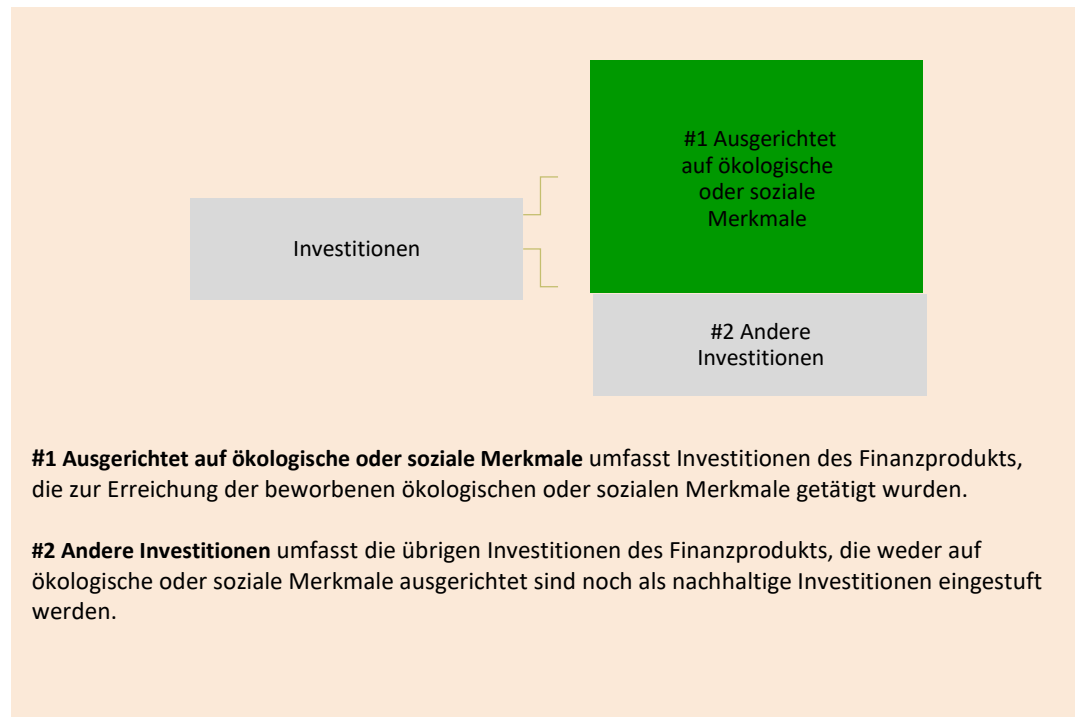 #1 Ausgerichtet
auf ökologische
oder soziale
Merkmale
Investitionen
#2 Andere
Investitionen
#1 Ausgerichtet auf ökologische oder soziale Merkmale umfasst Investitionen des Finanzprodukts,
die zur Erreichung der beworbenen ökologischen oder sozialen Merkmale getätigt wurden.
#2 Andere Investitionen umfasst die übrigen Investitionen des Finanzprodukts, die weder auf
ökologische oder soziale Merkmale ausgerichtet sind noch als nachhaltige Investitionen eingestuft
werden.